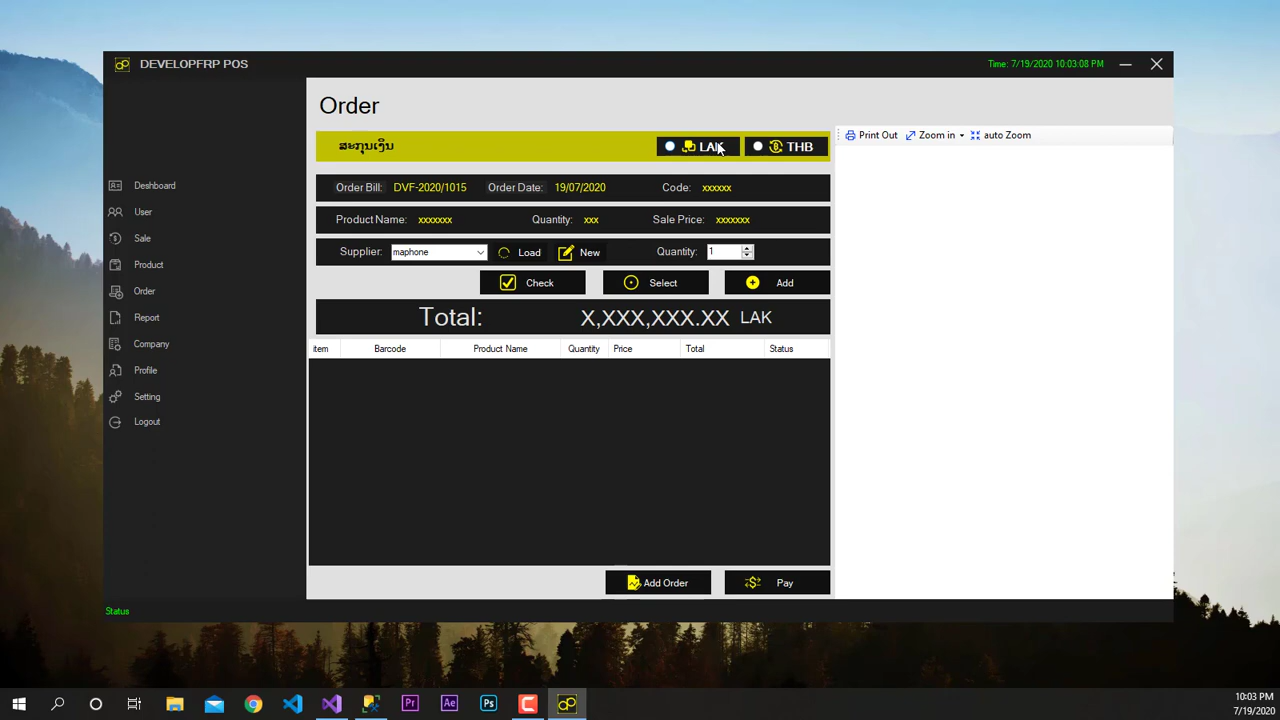 DEVELOPFRP POS
Time: 7/19/2020 10:03:08 PM
Order
ສະກຸນເງິນ
LAK
THB
Print Out Zoom in auto Zoom
Order Bill: DVF-2020/1015 Order Date: 19/07/2020 Code: xxxxxx
Product Name: xxxxxxx Quantity: xxx Sale Price: xxxxxxx
Supplier: maphone Load New Quantity: 1
Check Select Add
Total: X,XXX,XXX.XX LAK
item Barcode Product Name Quantity Price Total Status
Deshboard
User
Sale
Product
Order
Report
Company
Profile
Setting
Logout
Add Order Pay
Status
Pr Ae Ps
10:03 PM
7/19/2020